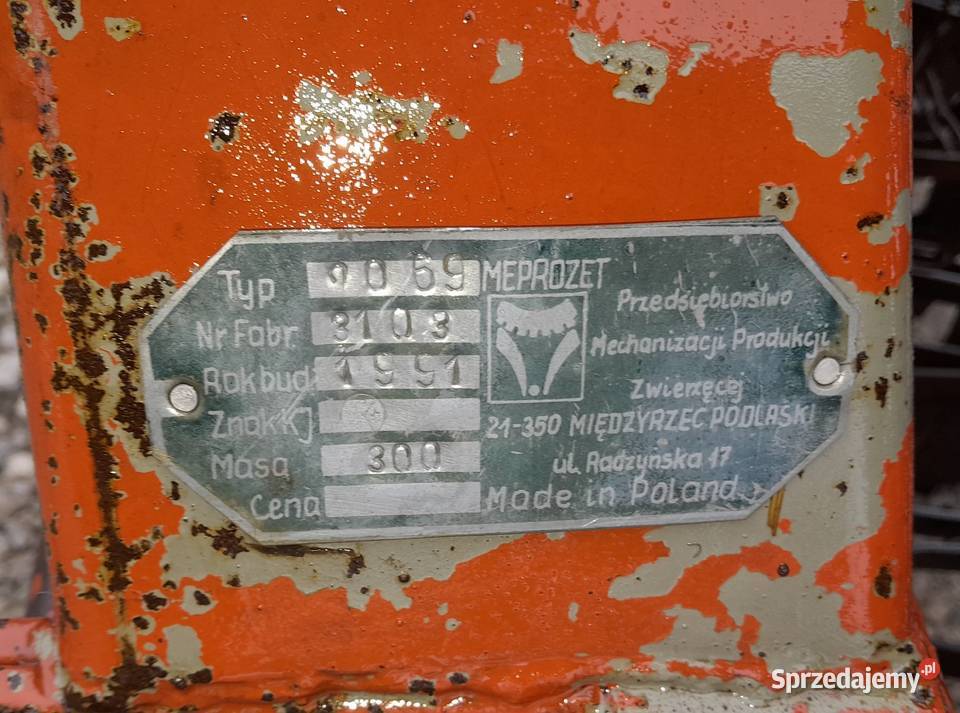 Typ 1069
Nr Fabr. 3103
Rok bud 1991
Znak KJ
Masa 300
Cena
MEPROZET
Przedsiębiorstwo
Mechanizacji Produkcji
Zwierzęcej
21-350 MIĘDZYRZEC PODLASKI
ul. Radzyńska 17
Made in Poland
Sprzedajemy.pl